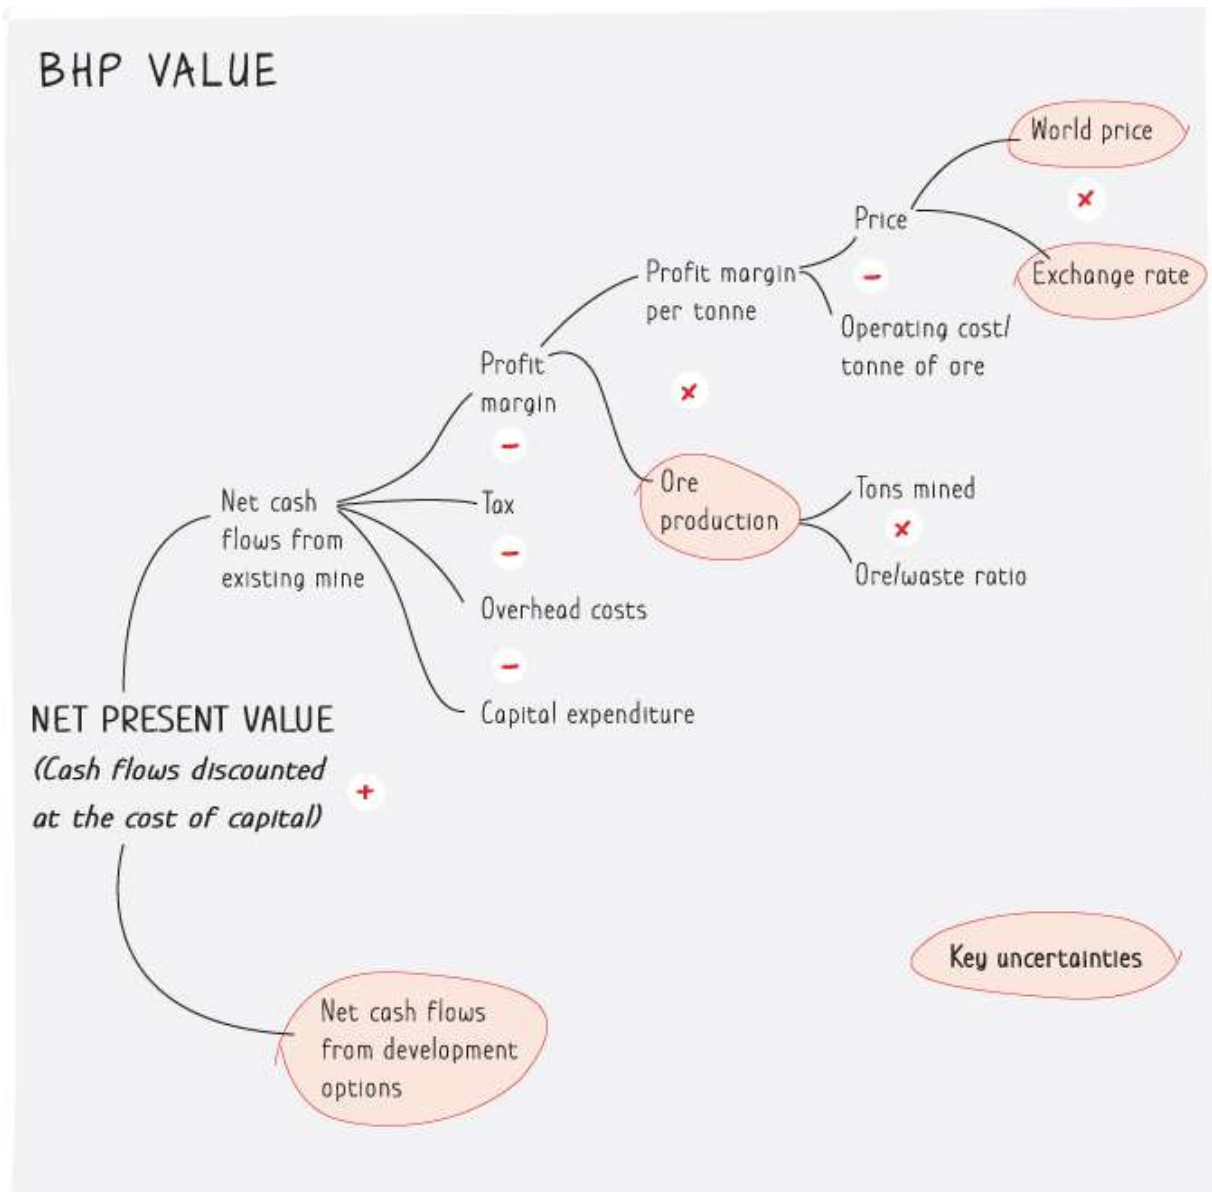 BHP VALUE
World price
×
Price
Exchange rate
Profit margin
per tonne
–
Operating cost/
tonne of ore
Profit
margin
×
–
Ore
production
Tons mined
×
Ore/waste ratio
Net cash
flows from
existing mine
Tax
–
Overhead costs
–
Capital expenditure
NET PRESENT VALUE
(Cash flows discounted
at the cost of capital)
+
Key uncertainties
Net cash flows
from development
options